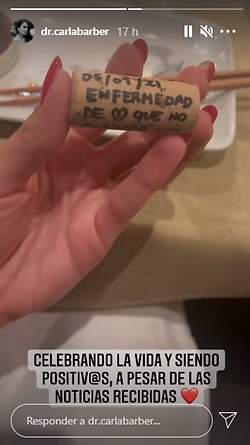 dr.carlabarber 17 h
ENFERMEDAD
DE ♡ QUE NO
CELEBRANDO LA VIDA Y SIENDO
POSITIV@S, A PESAR DE LAS
NOTICIAS RECIBIDAS ❤️
Responder a dr.carlabarber...